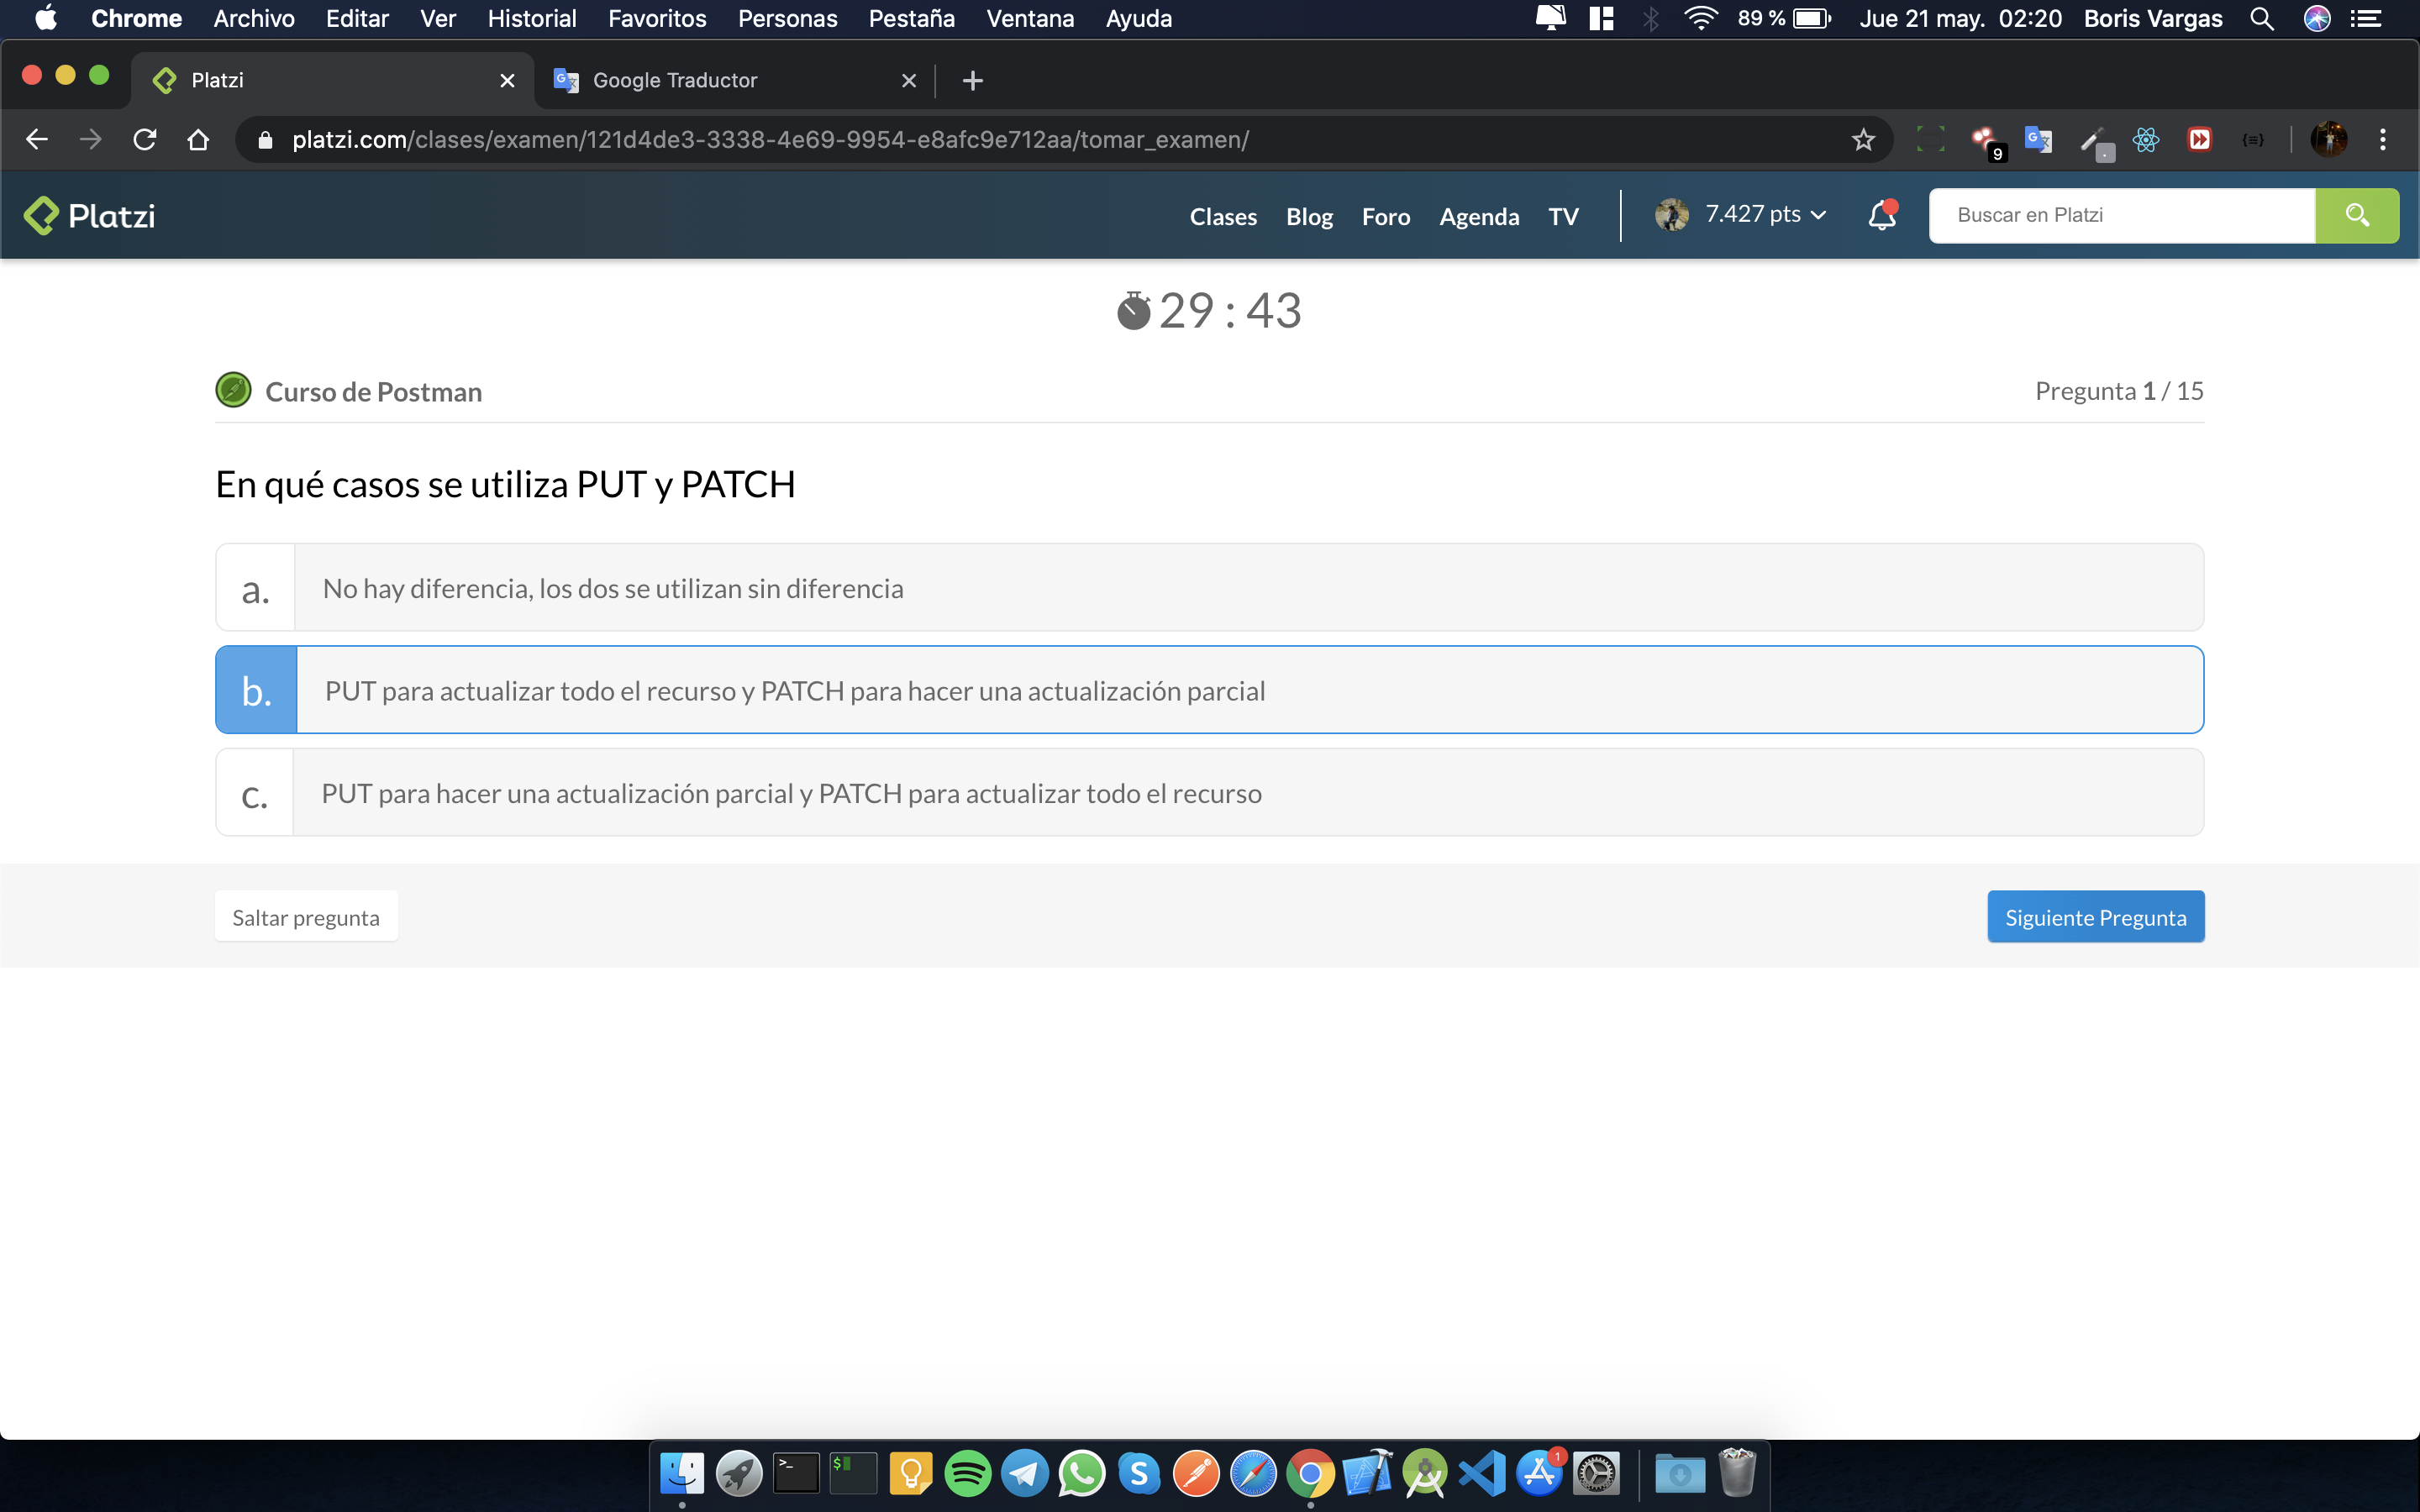 Chrome Archivo Editar Ver Historial Favoritos Personas Pestaña Ventana Ayuda 89 % Jue 21 may. 02:20 Boris Vargas
Platzi Google Traductor
platzi.com/clases/examen/121d4de3-3338-4e69-9954-e8afc9e712aa/tomar_examen/ 9
Platzi Clases Blog Foro Agenda TV 7.427 pts Buscar en Platzi
29 : 43
Curso de Postman Pregunta 1 / 15
En qué casos se utiliza PUT y PATCH
a. No hay diferencia, los dos se utilizan sin diferencia
b. PUT para actualizar todo el recurso y PATCH para hacer una actualización parcial
c. PUT para hacer una actualización parcial y PATCH para actualizar todo el recurso
Saltar pregunta Siguiente Pregunta
>_ $ S 1